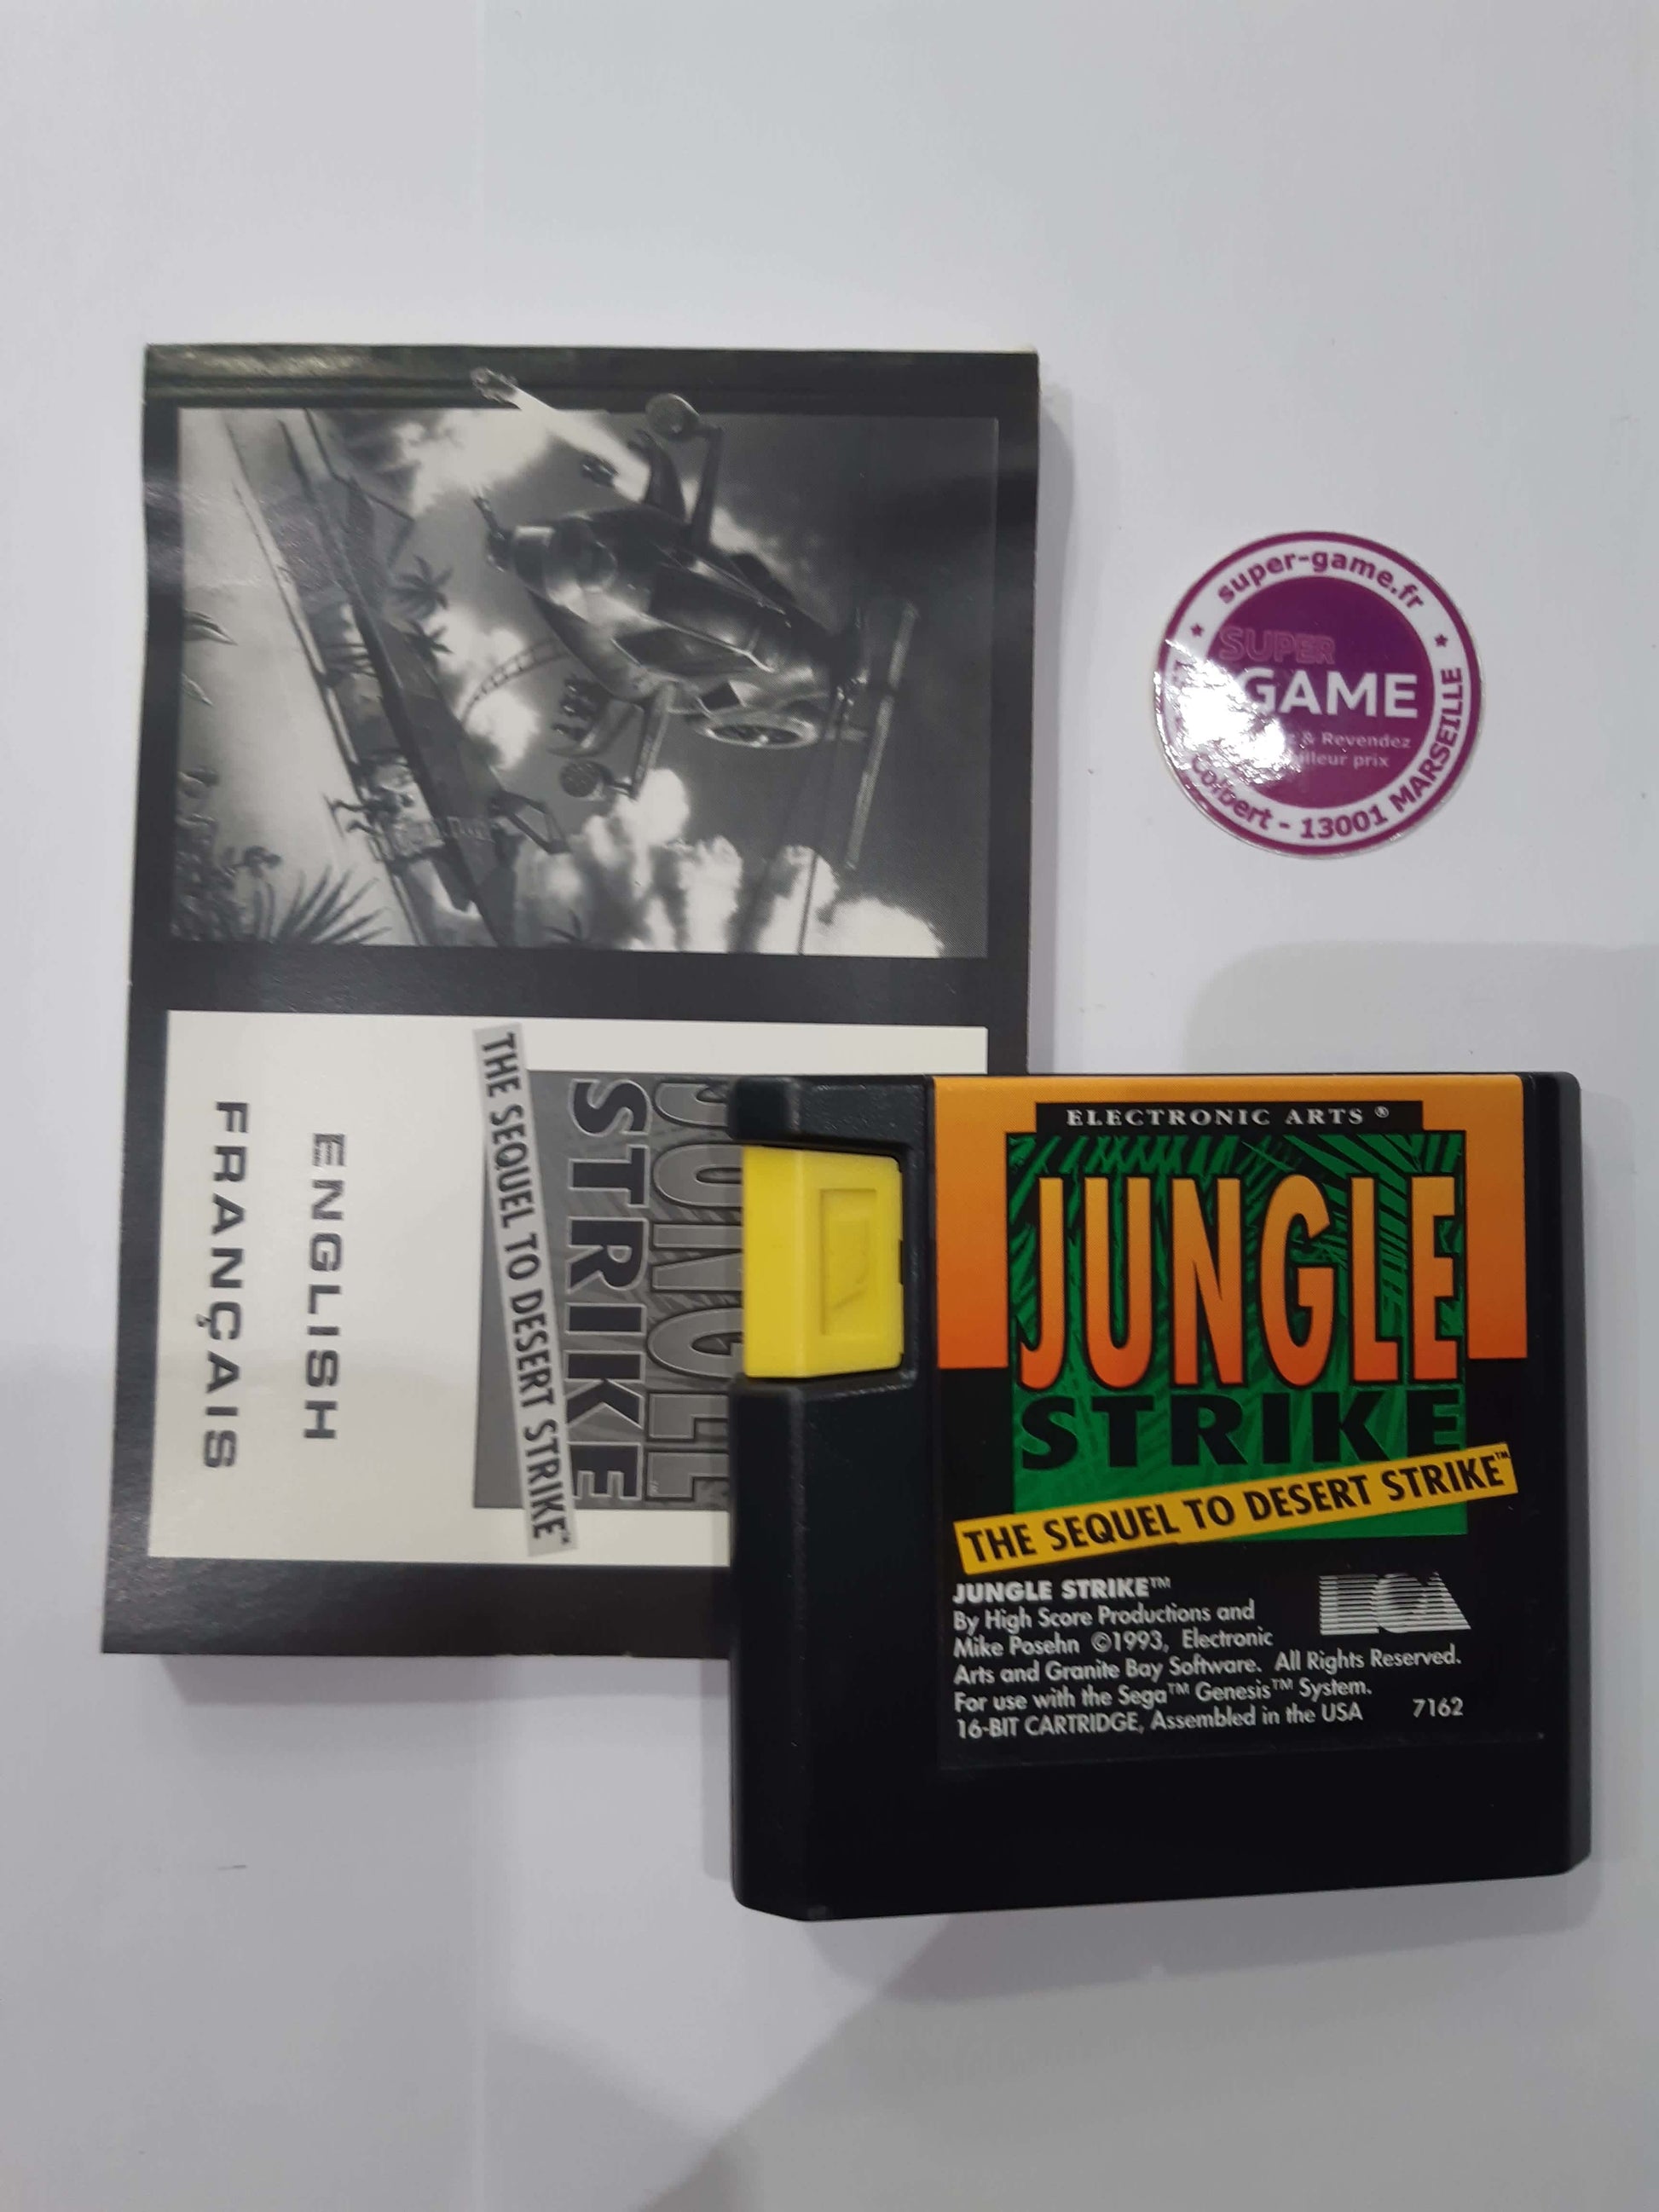 super-game.fr
SUPER
GAME
& Revendez
prix
Colbert - 13001 MARSEILLE
JUNGLE
STRIKE
THE SEQUEL TO DESERT STRIKE™
ENGLISH
FRANÇAIS
ELECTRONIC ARTS ®
JUNGLE
STRIKE
THE SEQUEL TO DESERT STRIKE™
JUNGLE STRIKE™
By High Score Productions and
Mike Posehn ©1993, Electronic
Arts and Granite Bay Software. All Rights Reserved.
For use with the Sega™ Genesis™ System.
16-BIT CARTRIDGE, Assembled in the USA 7162
EA